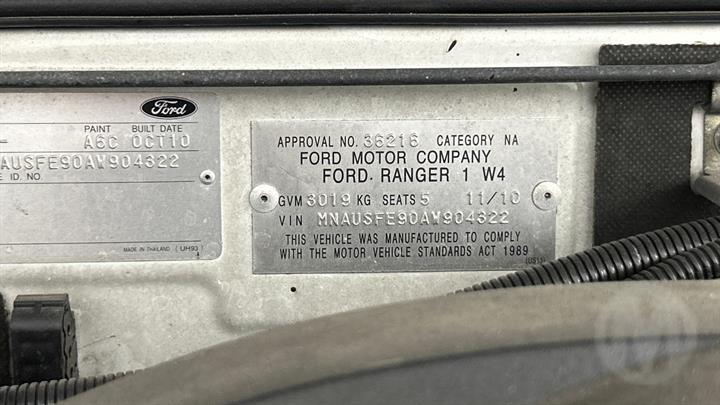 Ford
PAINT BUILT DATE
A6C OCT10
AUSFE90AW904322
E ID. NO.
MADE IN THAILAND (UH93)
APPROVAL NO. 36216 CATEGORY NA
FORD MOTOR COMPANY
FORD. RANGER 1 W4
GVM 3019 KG SEATS 5 11/10
VIN MNAUSFE90AW904322
THIS VEHICLE WAS MANUFACTURED TO COMPLY
WITH THE MOTOR VEHICLE STANDARDS ACT 1989